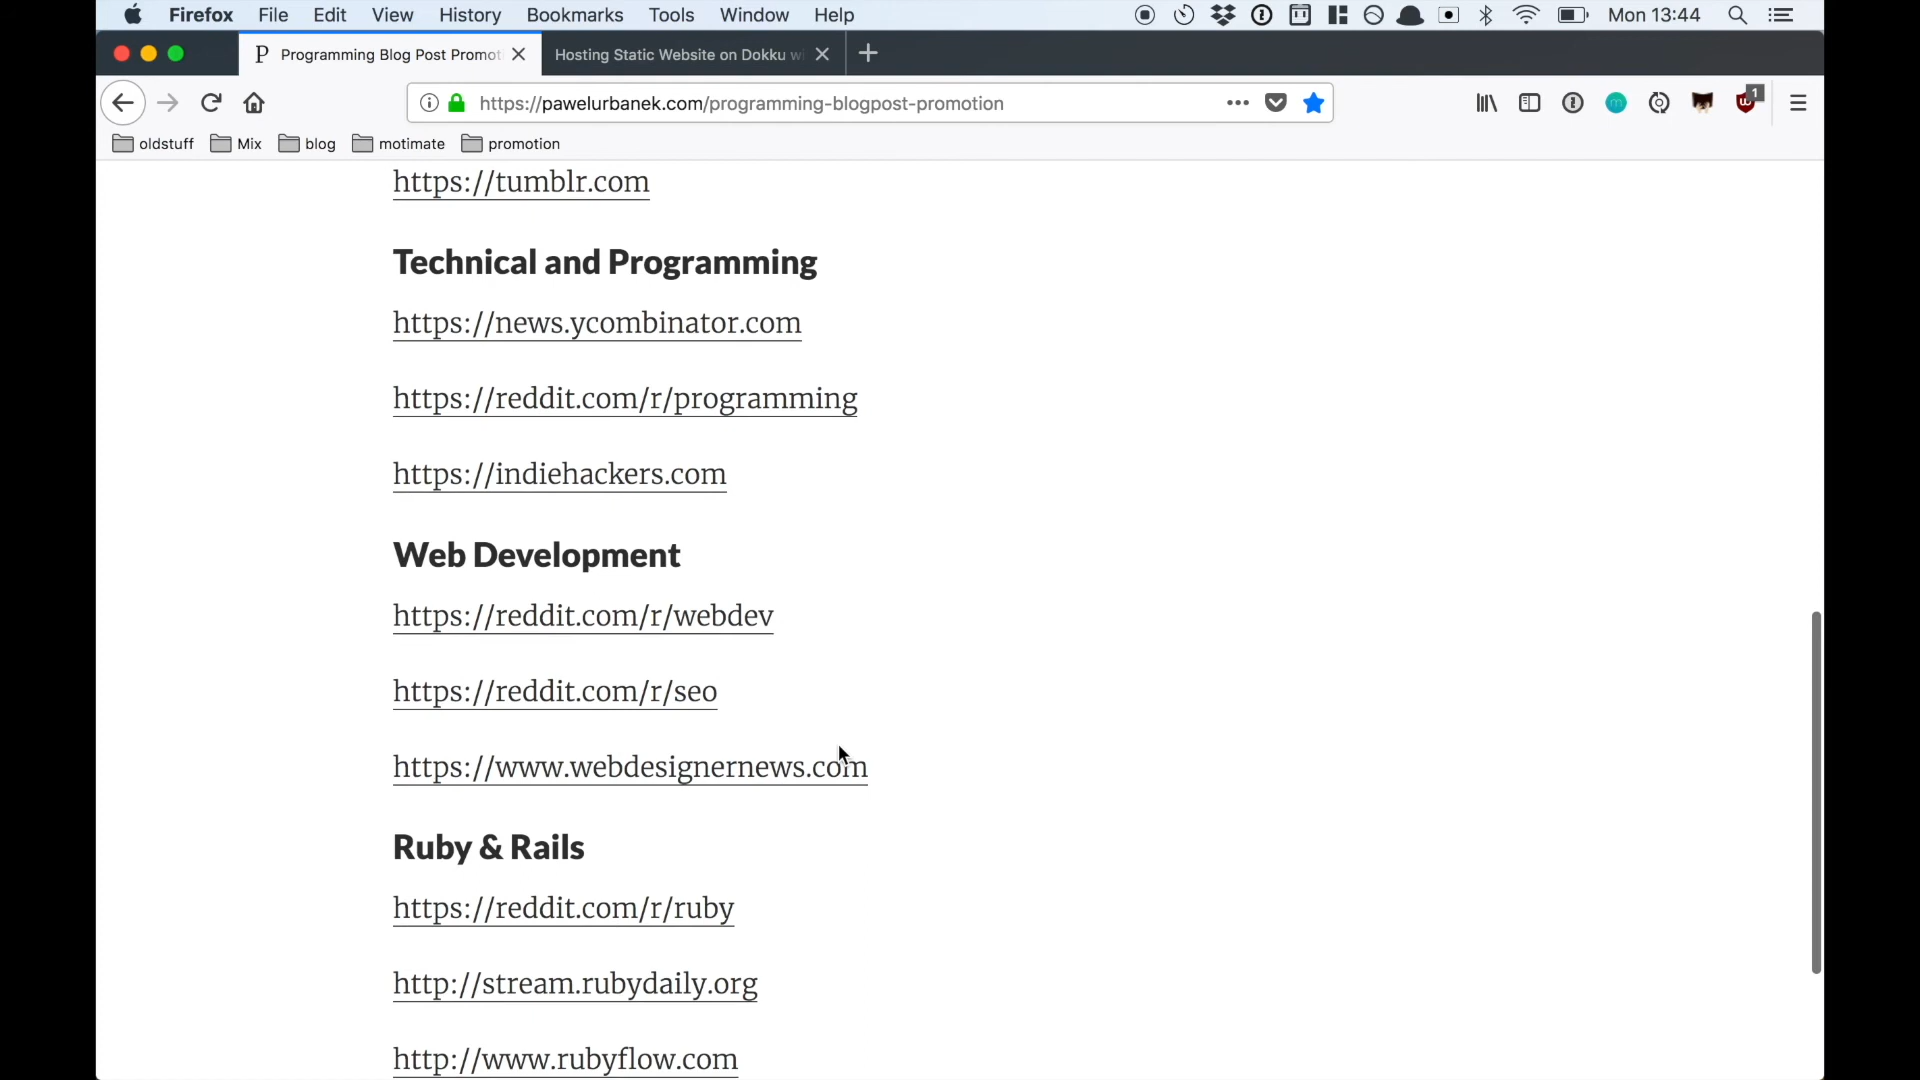 Firefox File Edit View History Bookmarks Tools Window Help Mon 13:44
Programming Blog Post Promot Hosting Static Website on Dokku wi
https://pawelurbanek.com/programming-blogpost-promotion 1
oldstuff Mix blog motimate promotion
https://tumblr.com
Technical and Programming
https://news.ycombinator.com
https://reddit.com/r/programming
https://indiehackers.com
Web Development
https://reddit.com/r/webdev
https://reddit.com/r/seo
https://www.webdesignernews.com
Ruby & Rails
https://reddit.com/r/ruby
http://stream.rubydaily.org
http://www.rubyflow.com